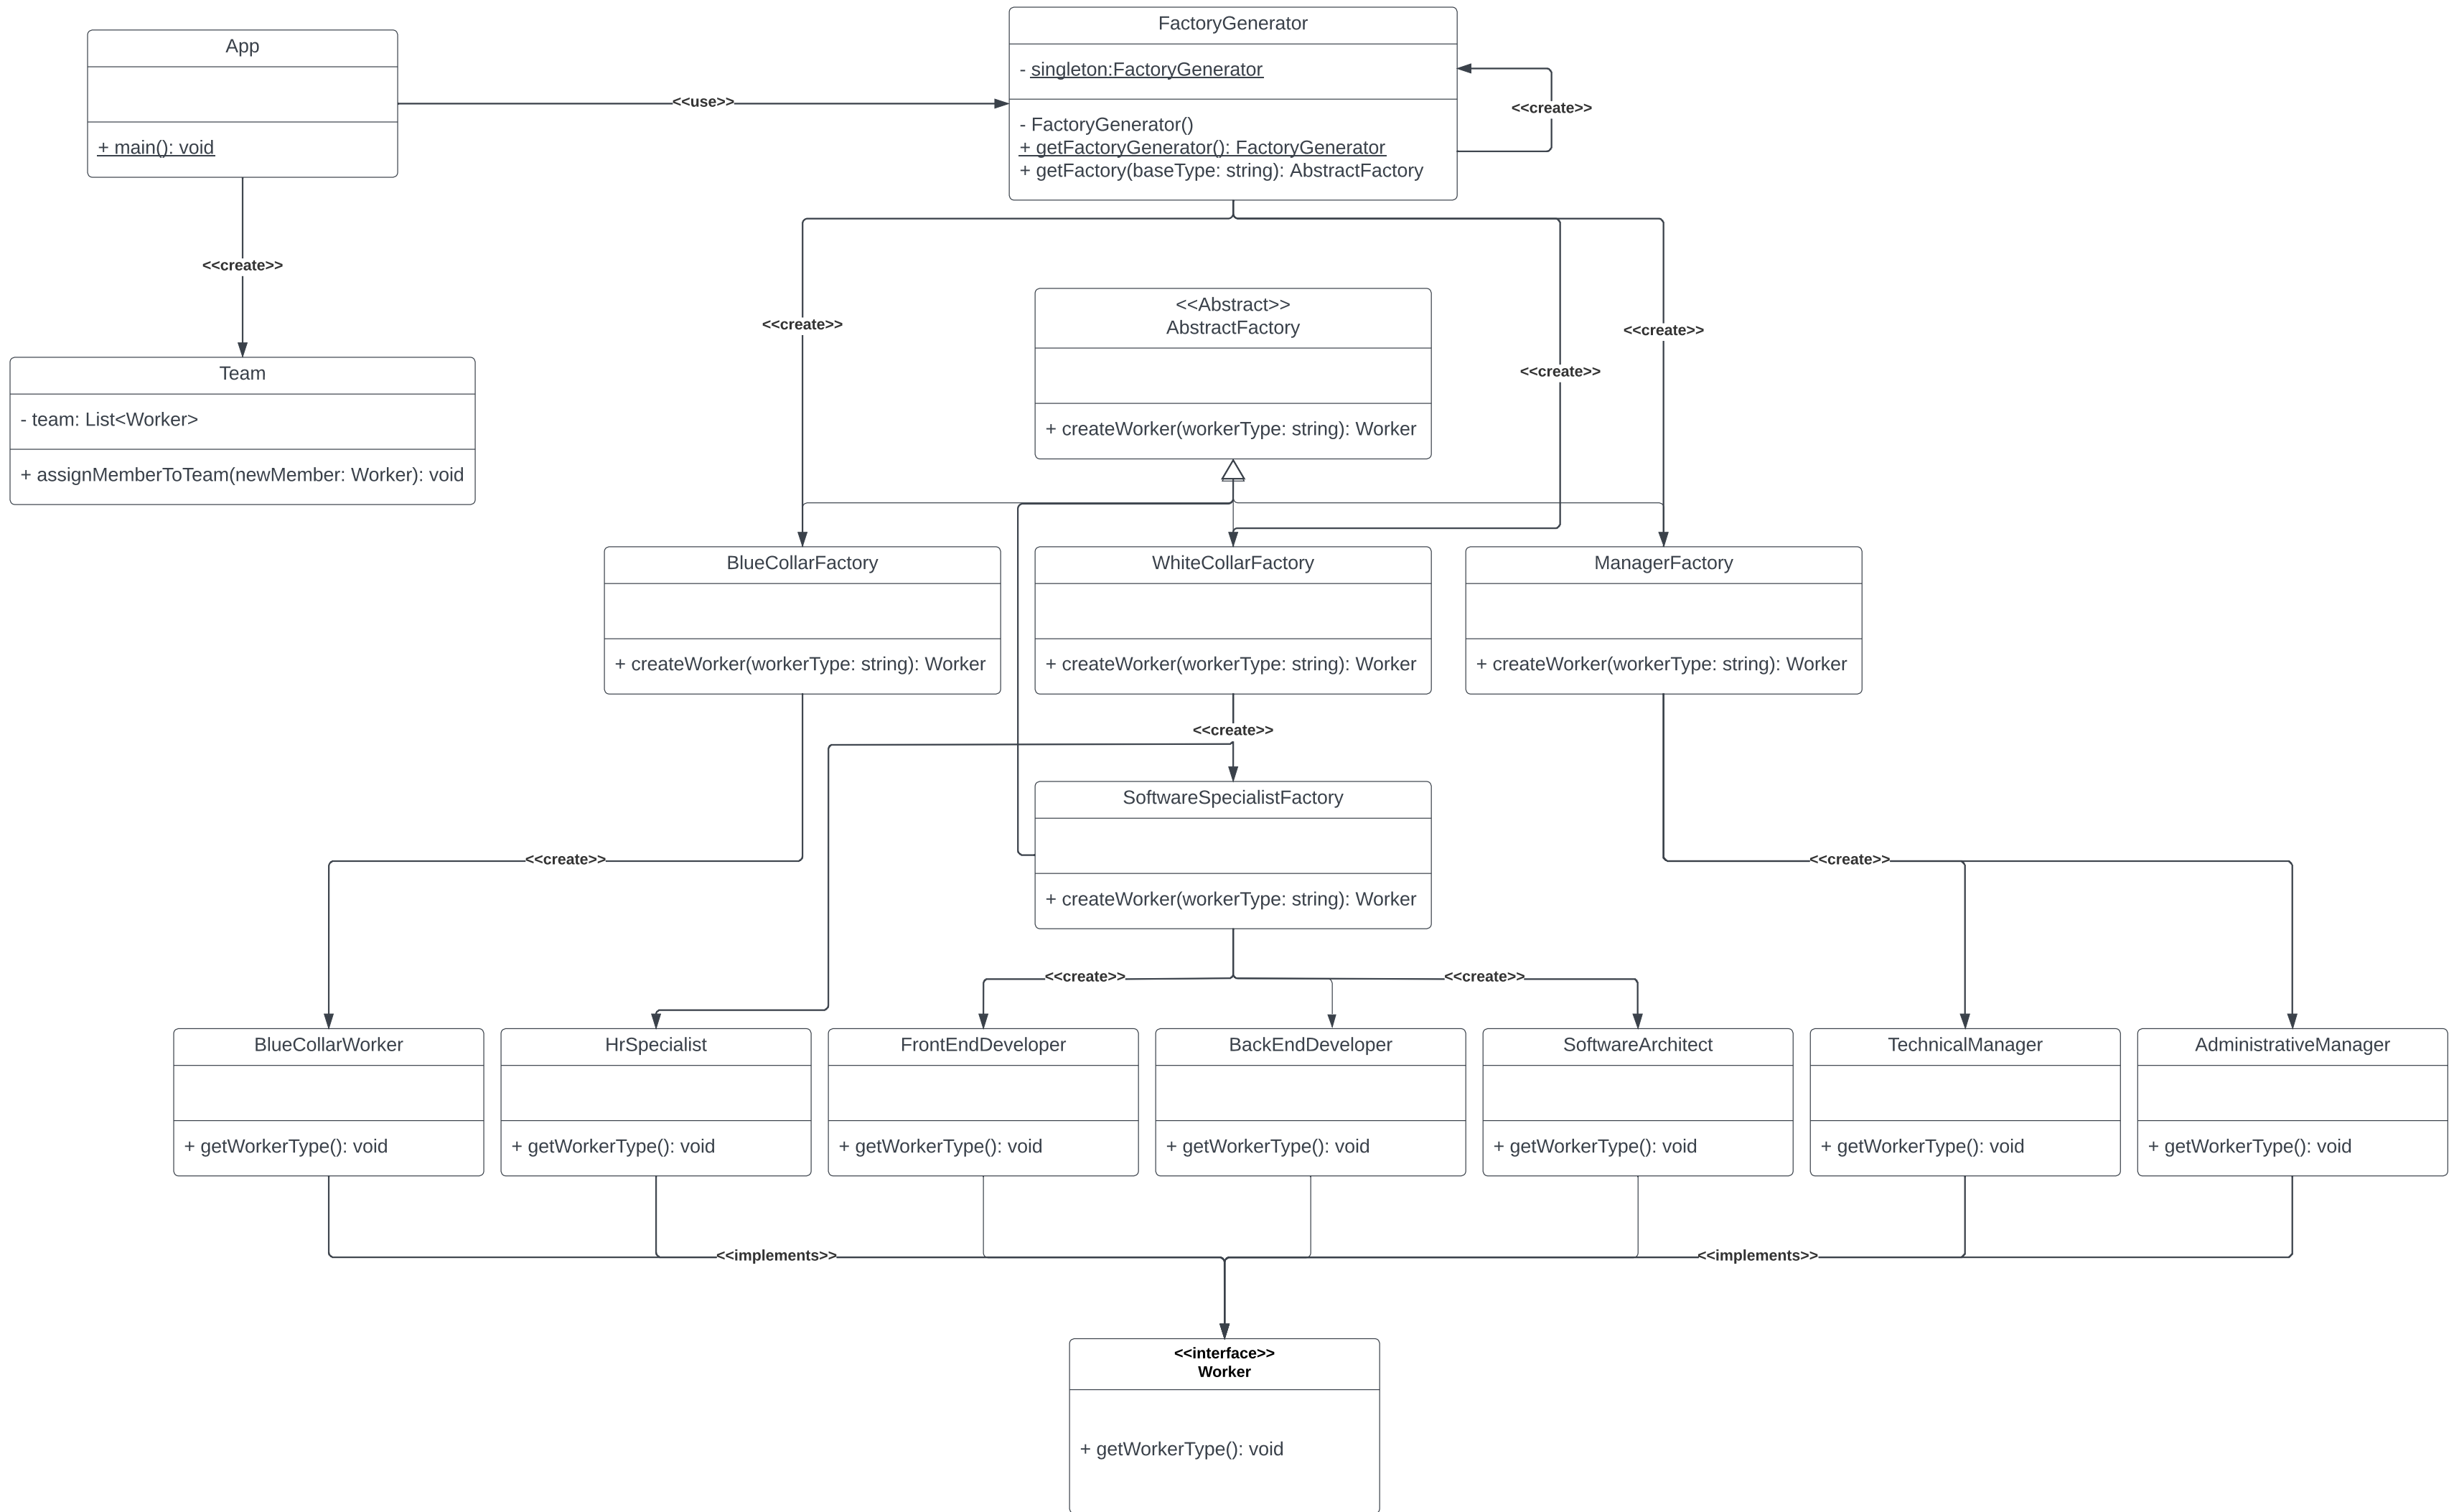 App
+ main(): void
FactoryGenerator
- singleton:FactoryGenerator
- FactoryGenerator()
+ getFactoryGenerator(): FactoryGenerator
+ getFactory(baseType: string): AbstractFactory
<<use>>
<<create>>
<<create>>
Team
- team: List<Worker>
+ assignMemberToTeam(newMember: Worker): void
<<create>>
<<Abstract>>
AbstractFactory
+ createWorker(workerType: string): Worker
<<create>>
<<create>>
BlueCollarFactory
+ createWorker(workerType: string): Worker
WhiteCollarFactory
+ createWorker(workerType: string): Worker
ManagerFactory
+ createWorker(workerType: string): Worker
<<create>>
SoftwareSpecialistFactory
+ createWorker(workerType: string): Worker
<<create>>
<<create>>
<<create>>
<<create>>
BlueCollarWorker
+ getWorkerType(): void
HrSpecialist
+ getWorkerType(): void
FrontEndDeveloper
+ getWorkerType(): void
BackEndDeveloper
+ getWorkerType(): void
SoftwareArchitect
+ getWorkerType(): void
TechnicalManager
+ getWorkerType(): void
AdministrativeManager
+ getWorkerType(): void
<<implements>>
<<implements>>
<<interface>>
Worker
+ getWorkerType(): void